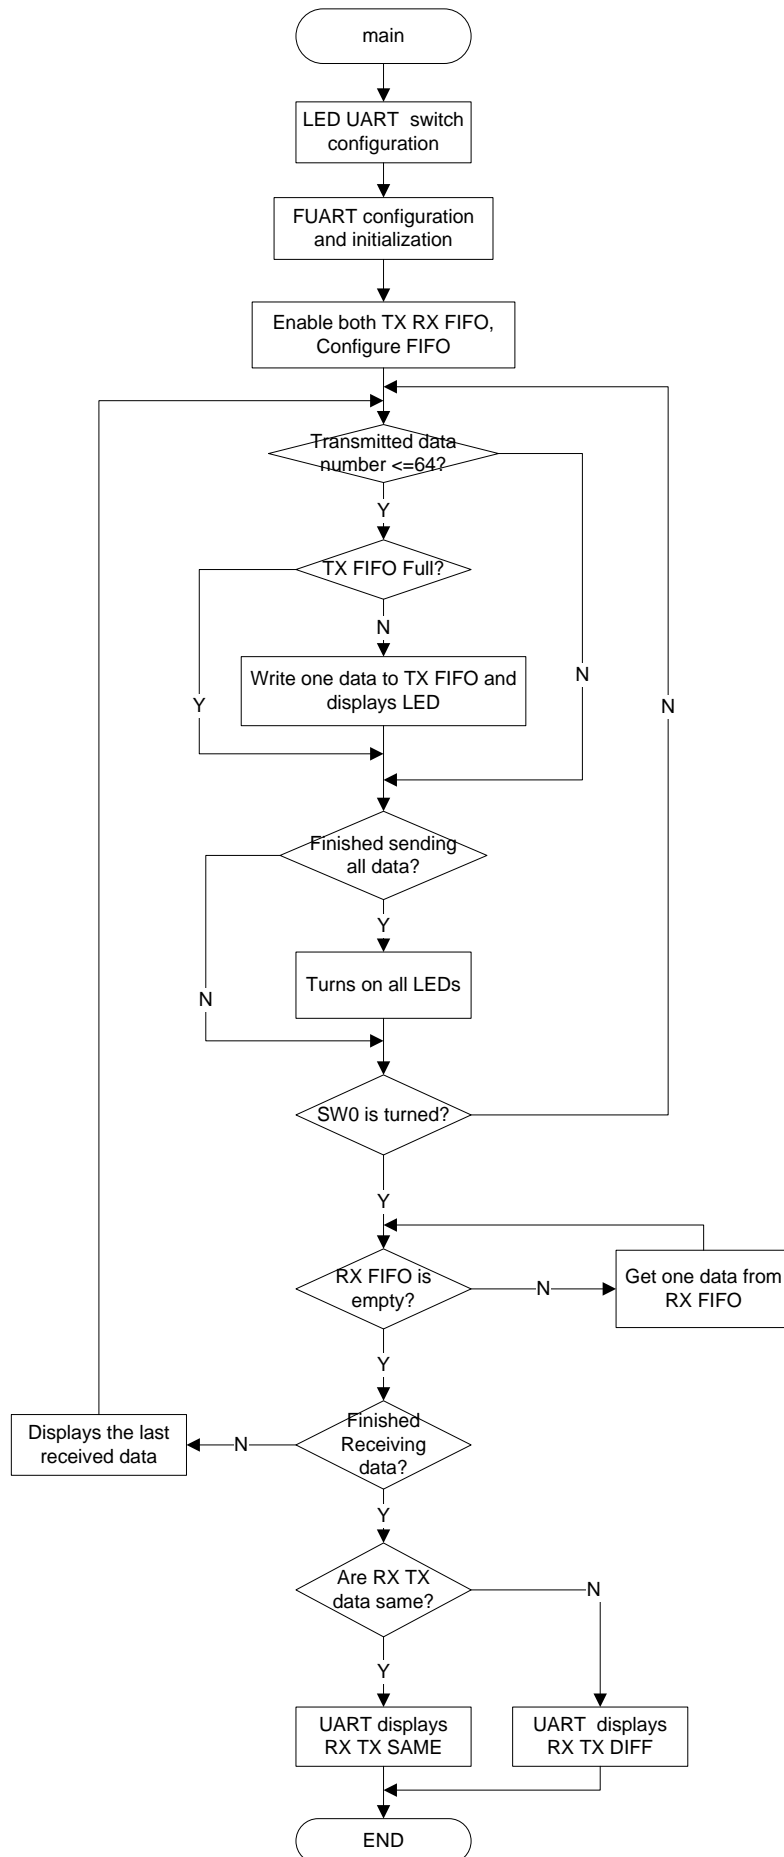 main
LED UART  switch
configuration
FUART configuration
and initialization
Enable both TX RX FIFO,
Configure FIFO
Transmitted data
number <=64?
Y
TX FIFO Full?
N
Write one data to TX FIFO and
displays LED
Y
N
N
Finished sending
all data?
Y
Turns on all LEDs
N
SW0 is turned?
Y
RX FIFO is
empty?
N
Get one data from
RX FIFO
Y
Finished
Receiving
data?
N
Displays the last
received data
Y
Are RX TX
data same?
N
Y
UART displays
RX TX SAME
UART  displays
RX TX DIFF
END